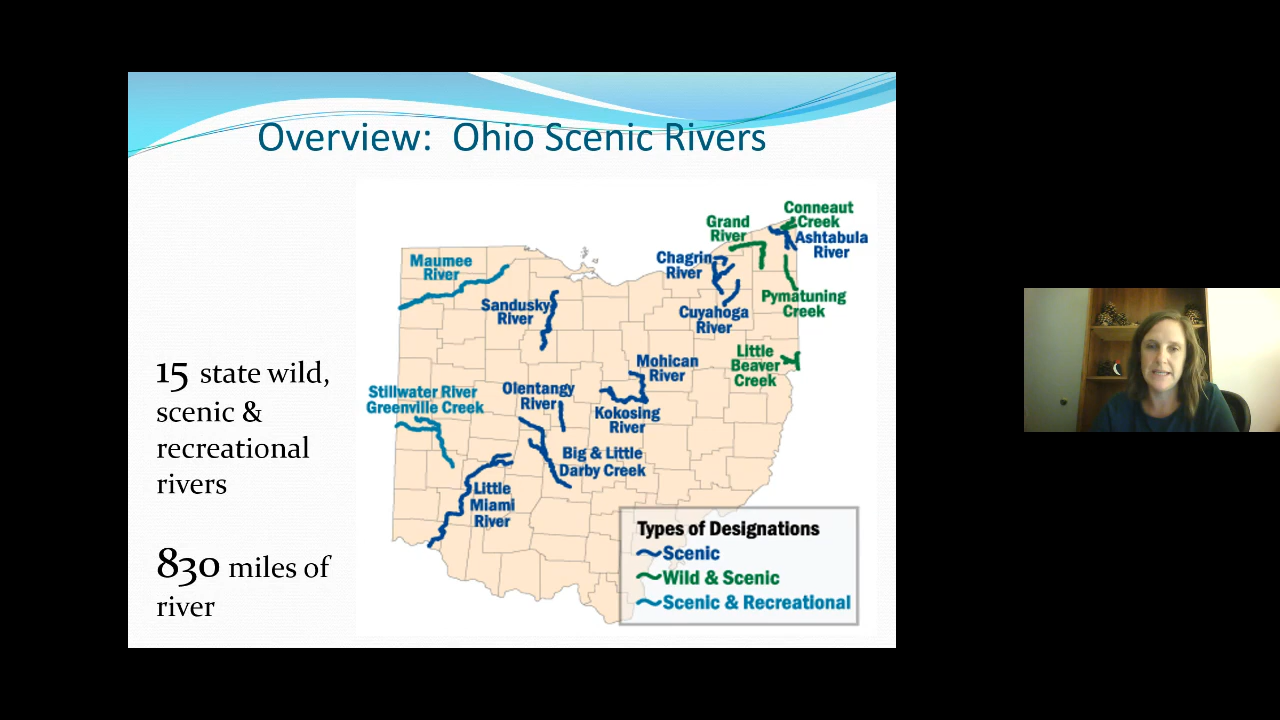 Overview:  Ohio Scenic Rivers
15 state wild,
scenic &
recreational
rivers
830 miles of
river
Maumee
River
Sandusky
River
Stillwater River
Greenville Creek
Olentangy
River
Little
Miami
River
Big & Little
Darby Creek
Kokosing
River
Mohican
River
Chagrin
River
Cuyahoga
River
Grand
River
Conneaut
Creek
Ashtabula
River
Pymatuning
Creek
Little
Beaver
Creek
Types of Designations
Scenic
Wild & Scenic
Scenic & Recreational